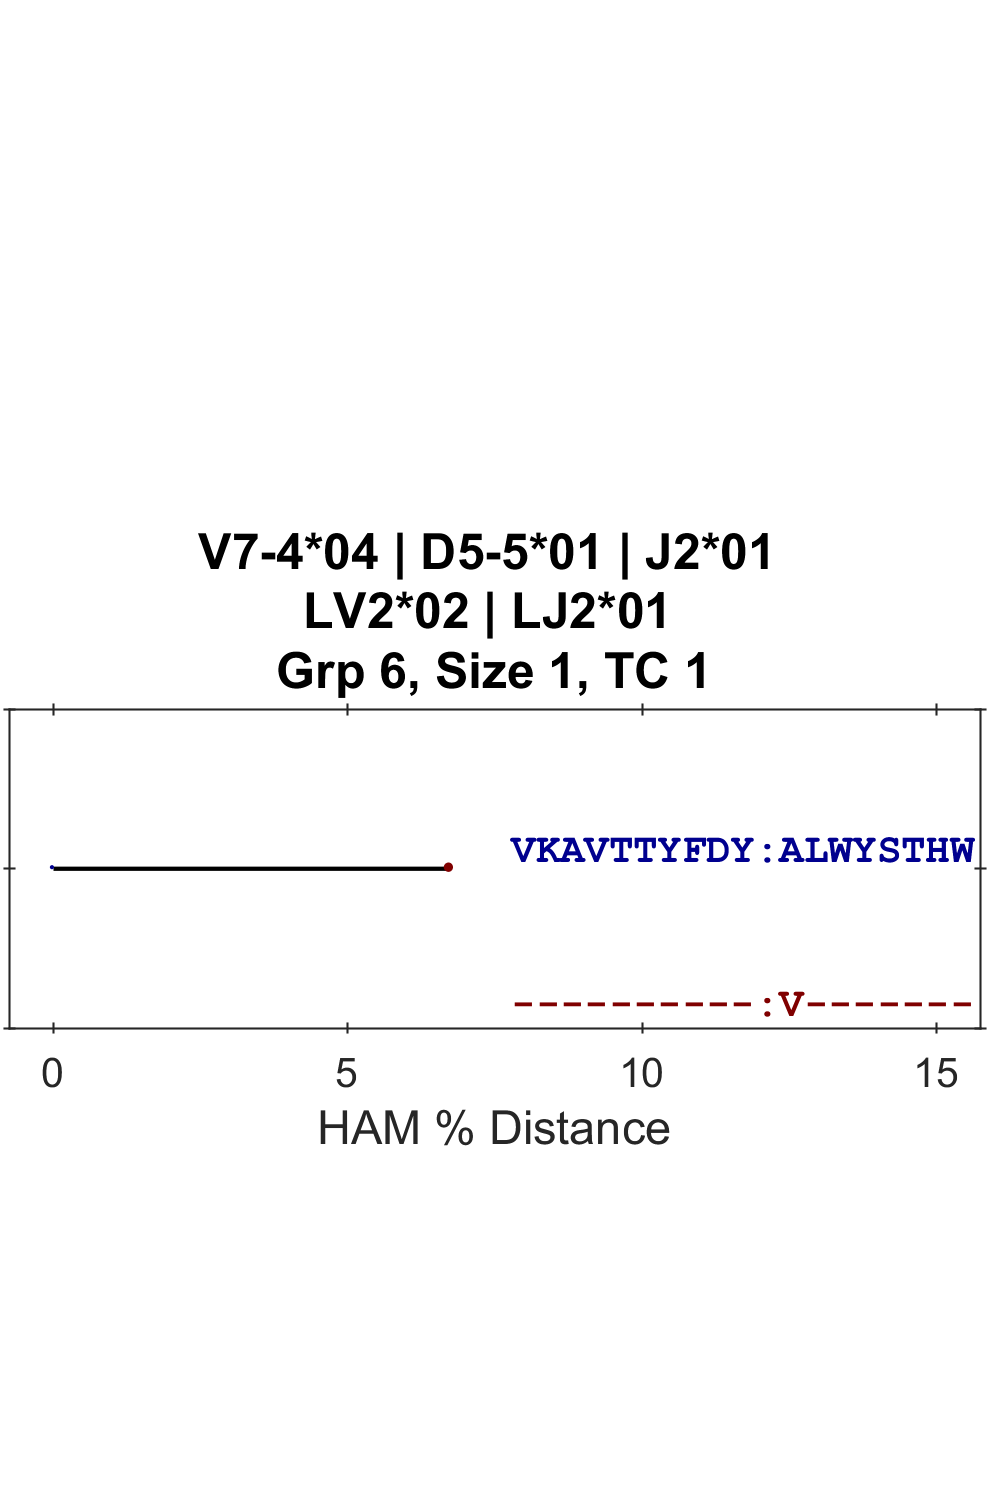 V7-4*04 | D5-5*01 | J2*01
LV2*02 | LJ2*01
Grp 6, Size 1, TC 1
VKAVTTYFDY:ALWYSTHW
----------:V-------
0 5 10 15
HAM % Distance